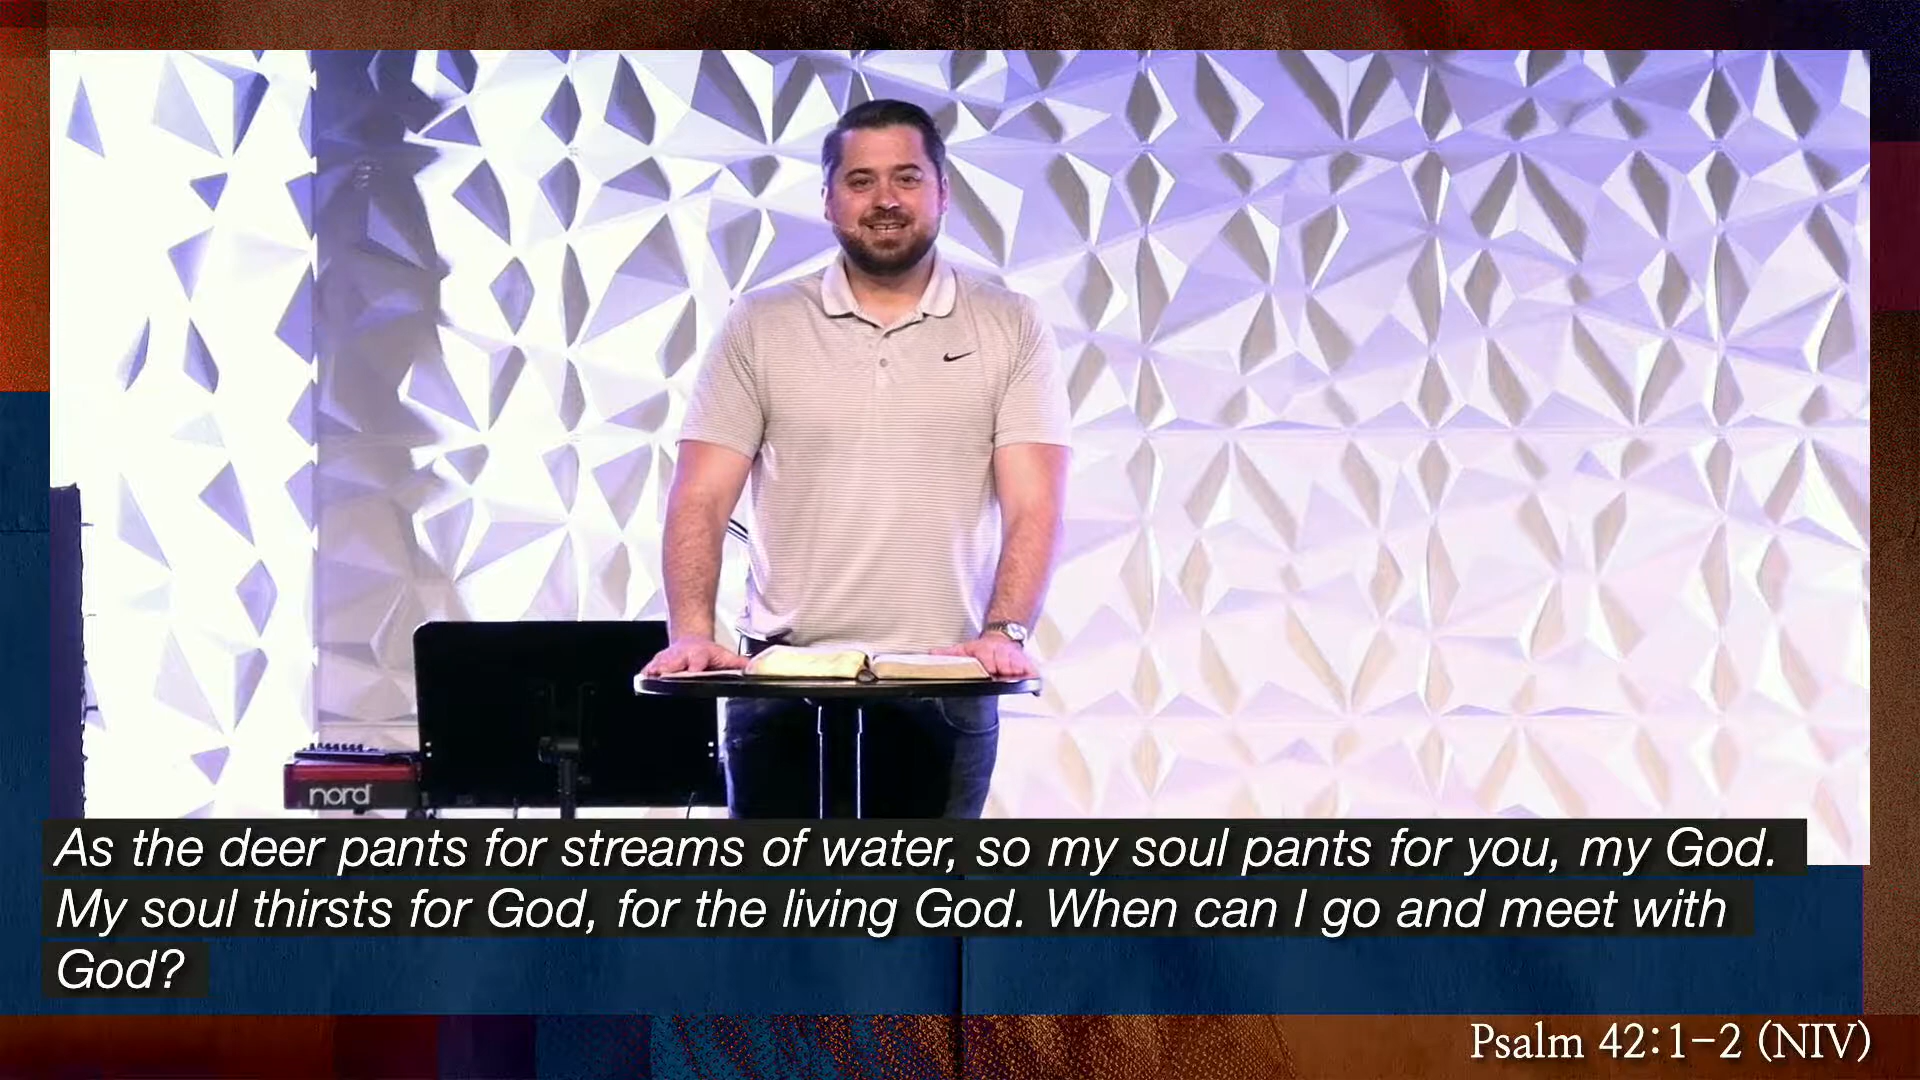 nord
As the deer pants for streams of water, so my soul pants for you, my God.
My soul thirsts for God, for the living God. When can I go and meet with
God?
Psalm 42:1-2 (NIV)